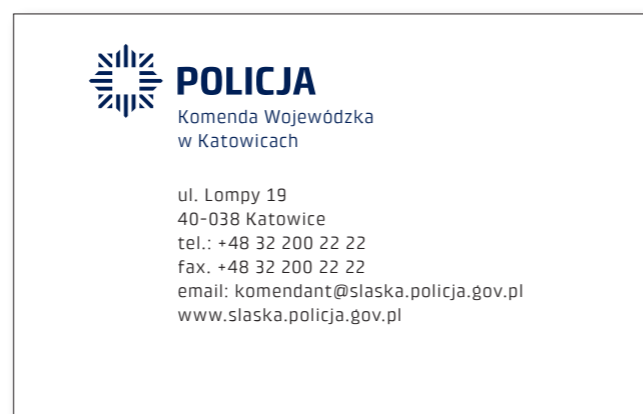 POLICJA
Komenda Wojewódzka
w Katowicach
ul. Lompy 19
40-038 Katowice
tel.: +48 32 200 22 22
fax. +48 32 200 22 22
email: komendant@slaska.policja.gov.pl
www.slaska.policja.gov.pl